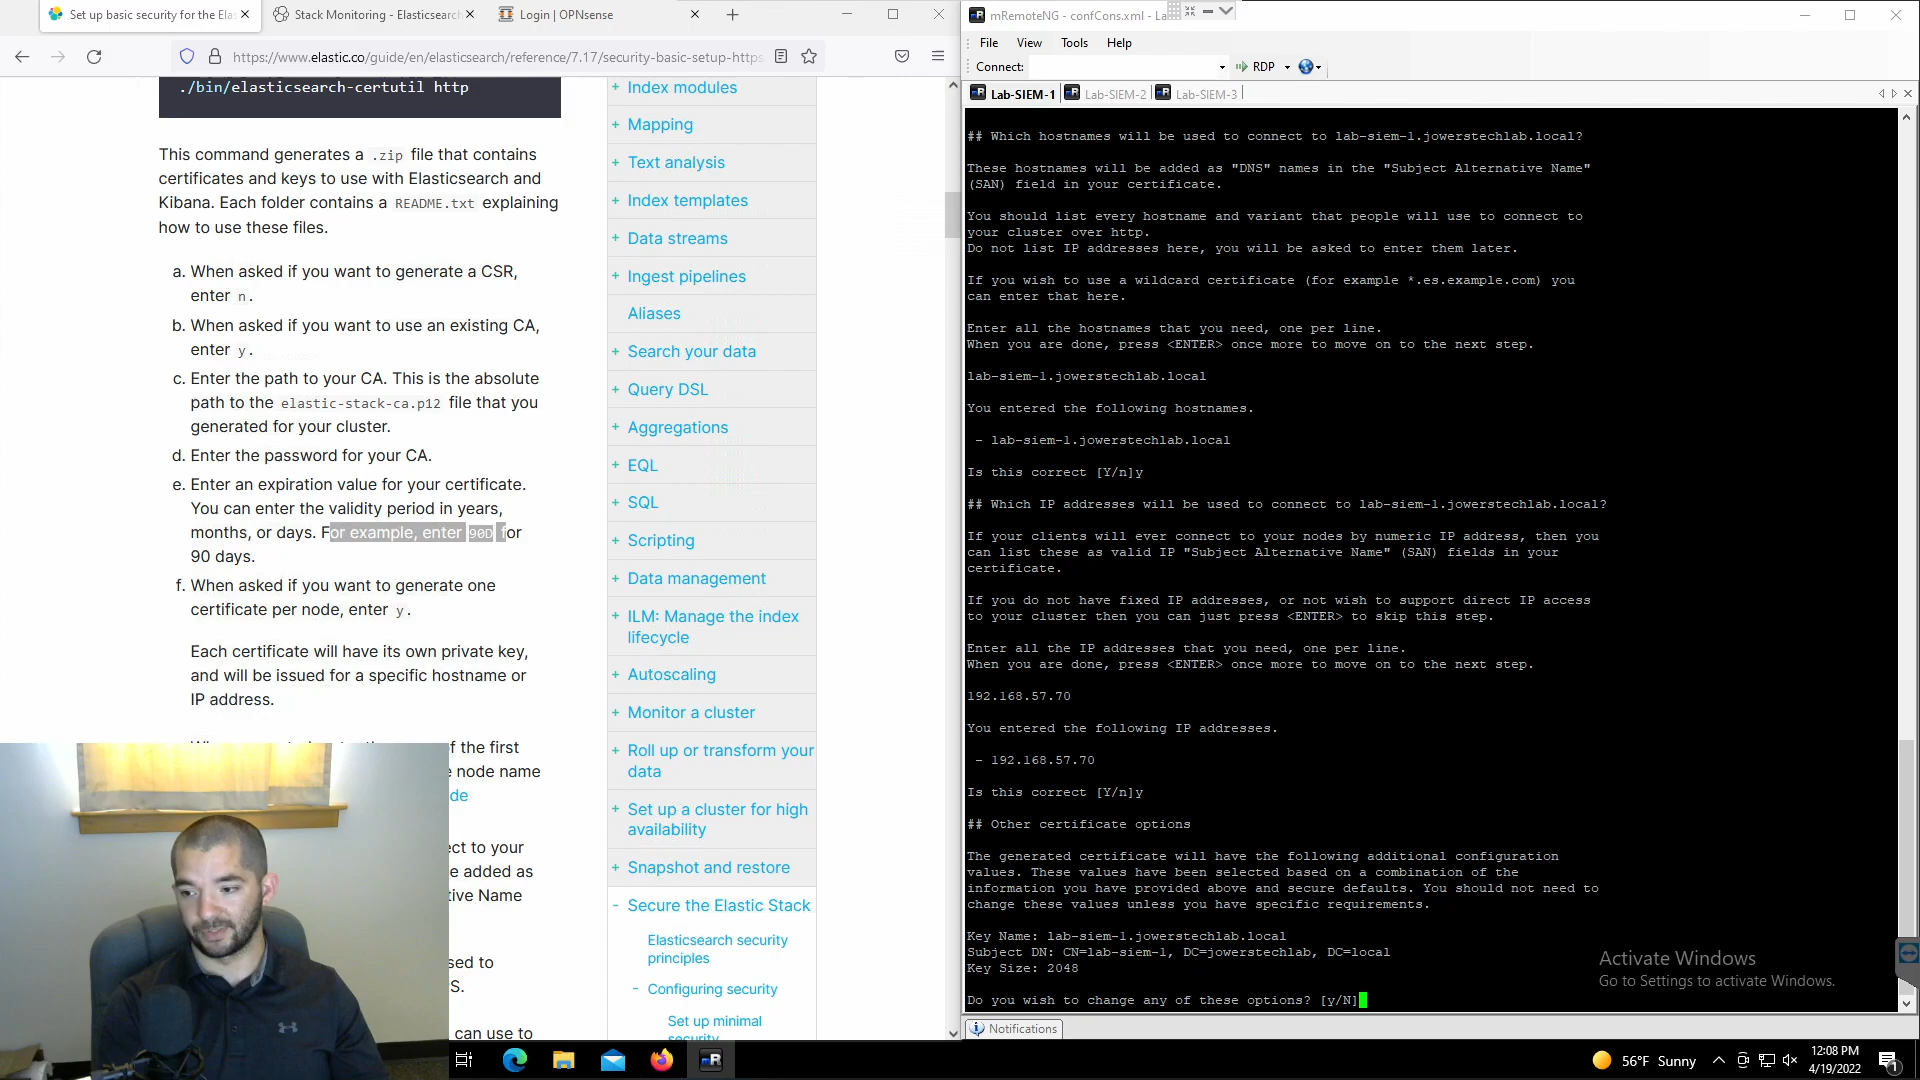 Set up basic security for the Elas
Stack Monitoring - Elasticsearch
Login | OPNsense
https://www.elastic.co/guide/en/elasticsearch/reference/7.17/security-basic-setup-https
./bin/elasticsearch-certutil http
This command generates a .zip file that contains
certificates and keys to use with Elasticsearch and
Kibana. Each folder contains a README.txt explaining
how to use these files.
a. When asked if you want to generate a CSR,
enter n.
b. When asked if you want to use an existing CA,
enter y.
c. Enter the path to your CA. This is the absolute
path to the elastic-stack-ca.p12 file that you
generated for your cluster.
d. Enter the password for your CA.
e. Enter an expiration value for your certificate.
You can enter the validity period in years,
months, or days. For example, enter 90D for
90 days.
f. When asked if you want to generate one
certificate per node, enter y.
Each certificate will have its own private key,
and will be issued for a specific hostname or
IP address.
of the first
e node name
de
ect to your
e added as
tive Name
sed to
S.
can use to
+ Index modules
+ Mapping
+ Text analysis
+ Index templates
+ Data streams
+ Ingest pipelines
Aliases
+ Search your data
+ Query DSL
+ Aggregations
+ EQL
+ SQL
+ Scripting
+ Data management
+ ILM: Manage the index
lifecycle
+ Autoscaling
+ Monitor a cluster
+ Roll up or transform your
data
+ Set up a cluster for high
availability
+ Snapshot and restore
- Secure the Elastic Stack
Elasticsearch security
principles
- Configuring security
Set up minimal
security
mRemoteNG - confCons.xml - La
File View Tools Help
Connect: RDP
Lab-SIEM-1 Lab-SIEM-2 Lab-SIEM-3
## Which hostnames will be used to connect to lab-siem-1.jowerstechlab.local?
These hostnames will be added as "DNS" names in the "Subject Alternative Name"
(SAN) field in your certificate.
You should list every hostname and variant that people will use to connect to
your cluster over http.
Do not list IP addresses here, you will be asked to enter them later.
If you wish to use a wildcard certificate (for example *.es.example.com) you
can enter that here.
Enter all the hostnames that you need, one per line.
When you are done, press <ENTER> once more to move on to the next step.
lab-siem-1.jowerstechlab.local
You entered the following hostnames.
- lab-siem-1.jowerstechlab.local
Is this correct [Y/n]y
## Which IP addresses will be used to connect to lab-siem-1.jowerstechlab.local?
If your clients will ever connect to your nodes by numeric IP address, then you
can list these as valid IP "Subject Alternative Name" (SAN) fields in your
certificate.
If you do not have fixed IP addresses, or not wish to support direct IP access
to your cluster then you can just press <ENTER> to skip this step.
Enter all the IP addresses that you need, one per line.
When you are done, press <ENTER> once more to move on to the next step.
192.168.57.70
You entered the following IP addresses.
- 192.168.57.70
Is this correct [Y/n]y
## Other certificate options
The generated certificate will have the following additional configuration
values. These values have been selected based on a combination of the
information you have provided above and secure defaults. You should not need to
change these values unless you have specific requirements.
Key Name: lab-siem-1.jowerstechlab.local
Subject DN: CN=lab-siem-1, DC=jowerstechlab, DC=local
Key Size: 2048
Do you wish to change any of these options? [y/N]
Activate Windows
Go to Settings to activate Windows.
Notifications
56°F Sunny
12:08 PM
4/19/2022
1